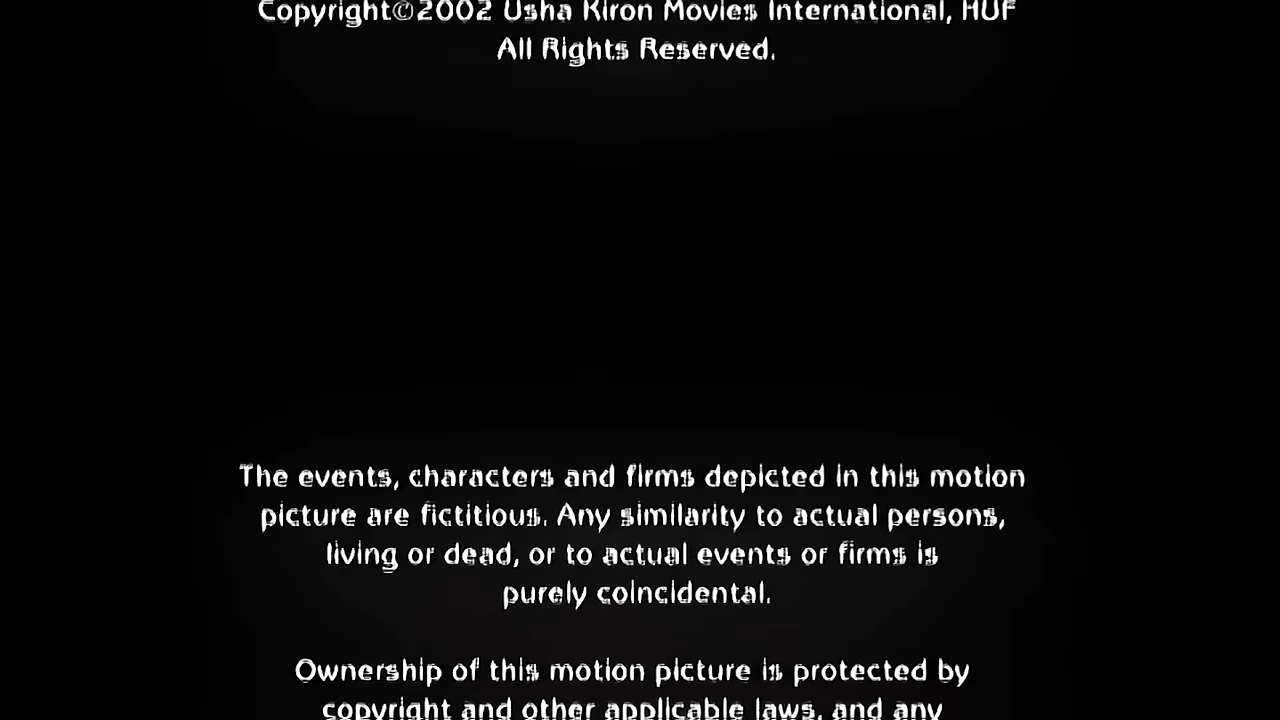 Copyright©2002 Usha Kiron Movies International, HUF
All Rights Reserved.
The events, characters and firms depicted in this motion
picture are fictitious. Any similarity to actual persons,
living or dead, or to actual events or firms is
purely coincidental.
Ownership of this motion picture is protected by
copyright and other applicable laws, and any